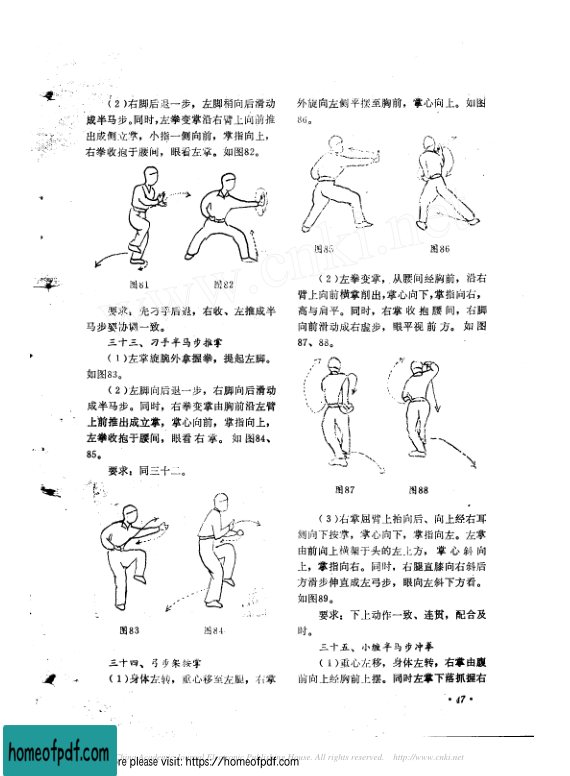 (2)右脚后退一步，左脚稍向后滑动
成半马步。同时，左拳变掌沿右臂上向前推
出成侧立掌，小指一侧向前，掌指向上，
右拳收抱于腰间，眼看左掌。如图82。
图81
图82
要求：先刁手后退，右收、左推成半
马步要协调一致。
三十三、刁手半马步推掌
(1)左掌旋腕外拿握拳，提起左脚。
如图83。
(2)左脚向后退一步，右脚向后滑动
成半马步。同时，右拳变掌由胸前沿左臂
上前推出成立掌，掌心向前，掌指向上，
左拳收抱于腰间，眼看右掌。如图84、
85。
要求：同三十二。
图83
图84
三十四、弓步架按掌
(1)身体左转，重心移至左腿，右掌
外旋向左侧平摆至胸前，掌心向上。如图
86。
图85
图86
(2)左拳变掌，从腰间经胸前，沿右
臂上向前横掌削出，掌心向下，掌指向右，
高与肩平。同时，右掌收抱腰间，右脚
向前滑动成右虚步，眼平视前方。如图
87、88。
图87
图88
(3)右掌屈臂上抬向后、向上经右耳
侧向下按掌，掌心向下，掌指向左。左掌
由前向上横架于头的左上方，掌心斜向
上，掌指向右。同时，右腿直膝向右斜后
方滑步伸直成左弓步，眼向左斜下方看。
如图89。
要求：下上动作一致、连贯，配合及
时。
三十五、小缠半马步冲拳
(1)重心左移，身体左转，右掌由腹
前向上经胸前上摆。同时左掌下落抓握右
·47·
www.cnki.net
House. All rights reserved. http://www.cnki.net
homeofpdf.com
re please visit: https://homeofpdf.com